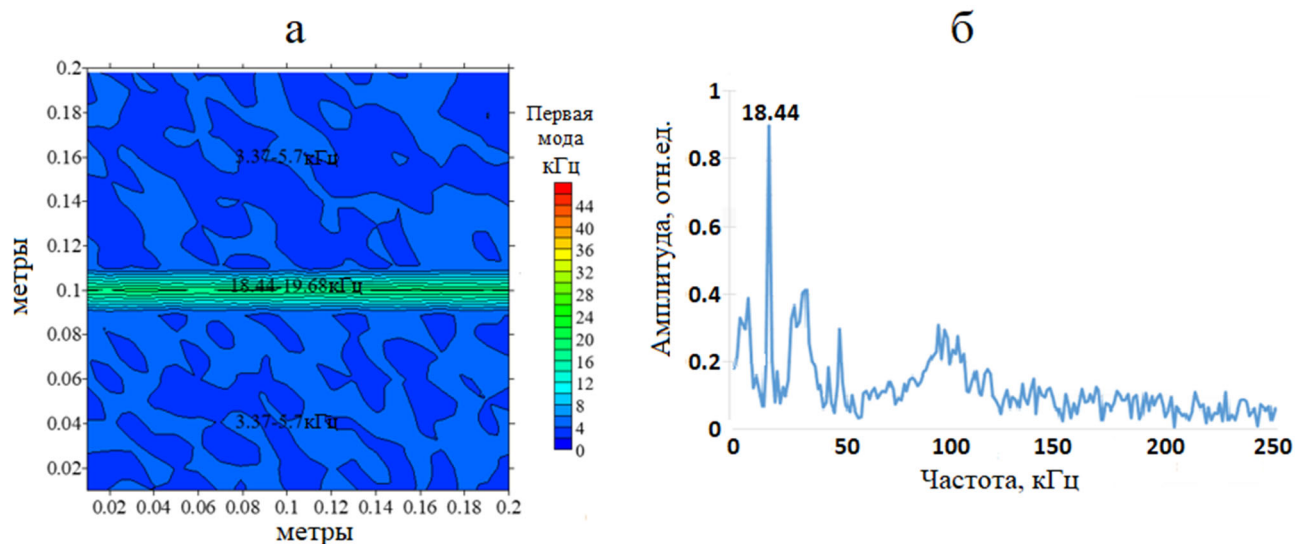 а
0.2
0.18
0.16
0.14
0.12
0.1
0.08
0.06
0.04
0.02
метры
3.37-5.7кГц
18.44-19.68кГц
3.37-5.7кГц
0.02 0.04 0.06 0.08 0.1 0.12 0.14 0.16 0.18 0.2
метры
Первая
мода
кГц
44
40
36
32
28
24
20
16
12
8
4
0
б
1
0.8
0.6
0.4
0.2
0
Амплитуда, отн.ед.
18.44
0 50 100 150 200 250
Частота, кГц